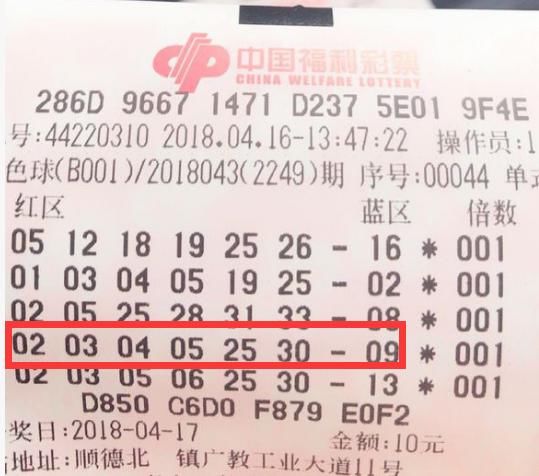 中国福利彩票
CHINA WELFARE LOTTERY
286D 9667 1471 D237 5E01 9F4E
号:44220310 2018.04.16-13:47:22 操作员:1
色球(B001)/2018043(2249)期 序号:00044 单式
红区 蓝区 倍数
05 12 18 19 25 26 - 16 * 001
01 03 04 05 19 25 - 02 * 001
02 05 25 28 31 33 - 08 * 001
02 03 04 05 25 30 - 09 * 001
02 03 05 06 25 30 - 13 * 001
D850 C6D0 F879 E0F2
奖日:2018-04-17 金额:10元
地址:顺德北 镇广教工业大道11号